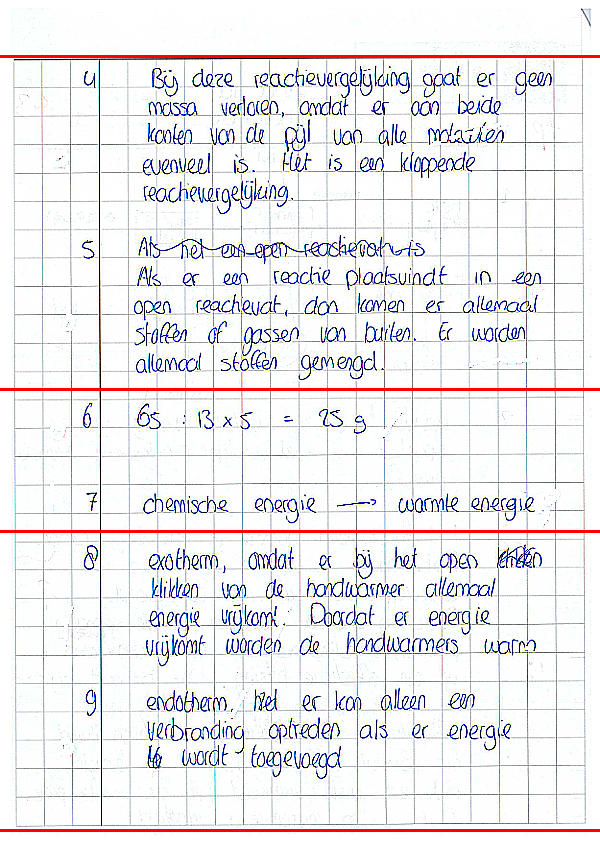 4 Bij deze reactievergelijking gaat er geen
massa verloren, omdat er aan beide
kanten van de pijl van alle
evenveel is. Het is een kloppende
reactievergelijking.
5 Als het een open reactievat is
Als er een reactie plaatsvindt in een
open reactievat, dan komen er allemaal
stoffen of gassen van buiten. Er worden
allemaal stoffen gemengd.
6 65 : 13 x 5 = 25 g
7 chemische energie → warmte energie
8 exotherm, omdat er bij het open
klikken van de handwarmer allemaal
energie vrijkomt. Doordat er energie
vrijkomt worden de handwarmers warm
9 endotherm. Het er kan alleen een
verbranding optreden als er energie
wordt toegevoegd